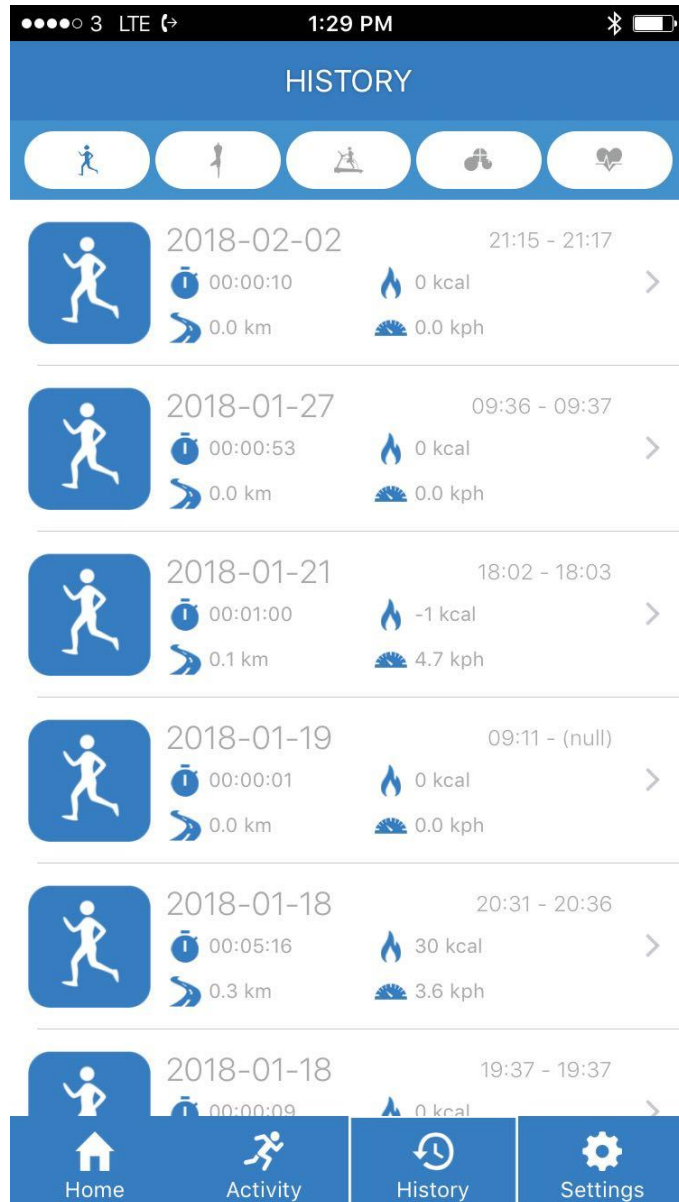 3 LTE 1:29 PM
HISTORY
2018-02-02 21:15 - 21:17
00:00:10 0 kcal
0.0 km 0.0 kph
2018-01-27 09:36 - 09:37
00:00:53 0 kcal
0.0 km 0.0 kph
2018-01-21 18:02 - 18:03
00:01:00 -1 kcal
0.1 km 4.7 kph
2018-01-19 09:11 - (null)
00:00:01 0 kcal
0.0 km 0.0 kph
2018-01-18 20:31 - 20:36
00:05:16 30 kcal
0.3 km 3.6 kph
2018-01-18 19:37 - 19:37
00:00:09 0 kcal
Home Activity History Settings